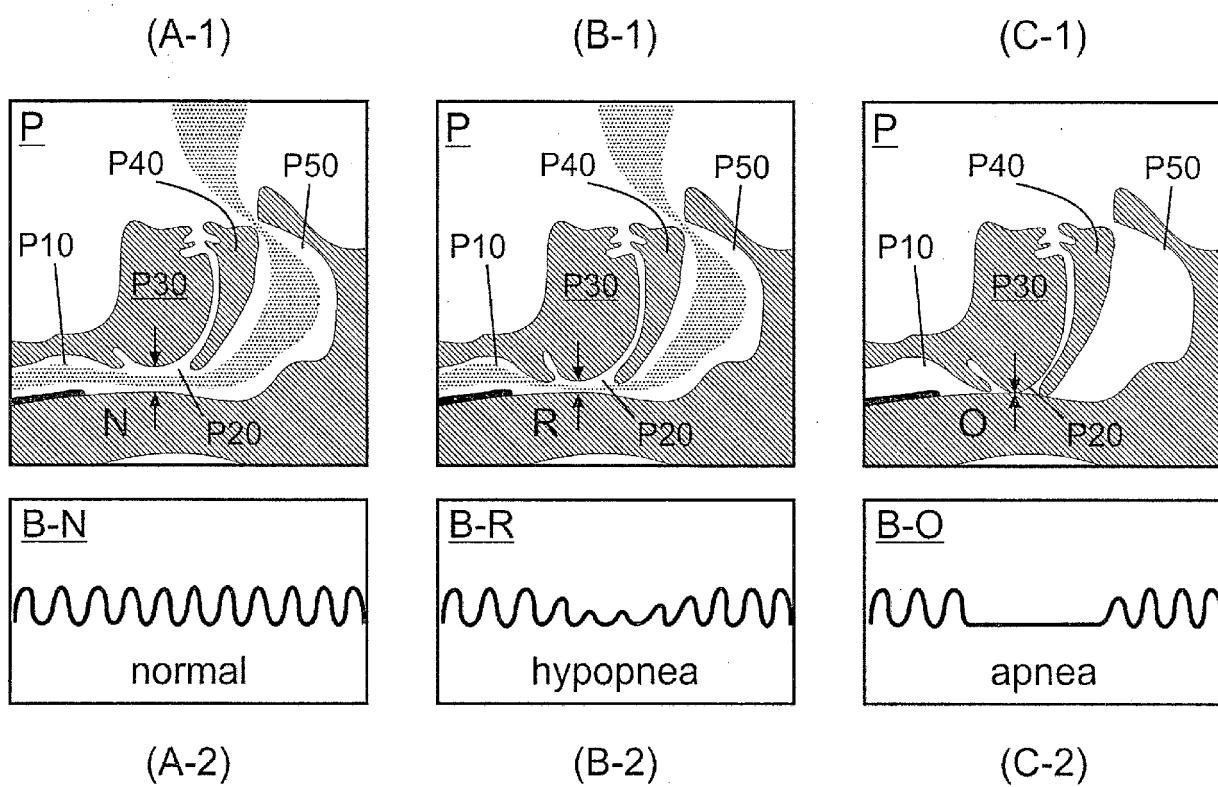 (A-1) (B-1) (C-1)
P P P
P40 P50 P40 P50 P40 P50
P10 P10 P10
P30 P30 P30
N P20 R P20 O P20
B-N B-R B-O
normal hypopnea apnea
(A-2) (B-2) (C-2)